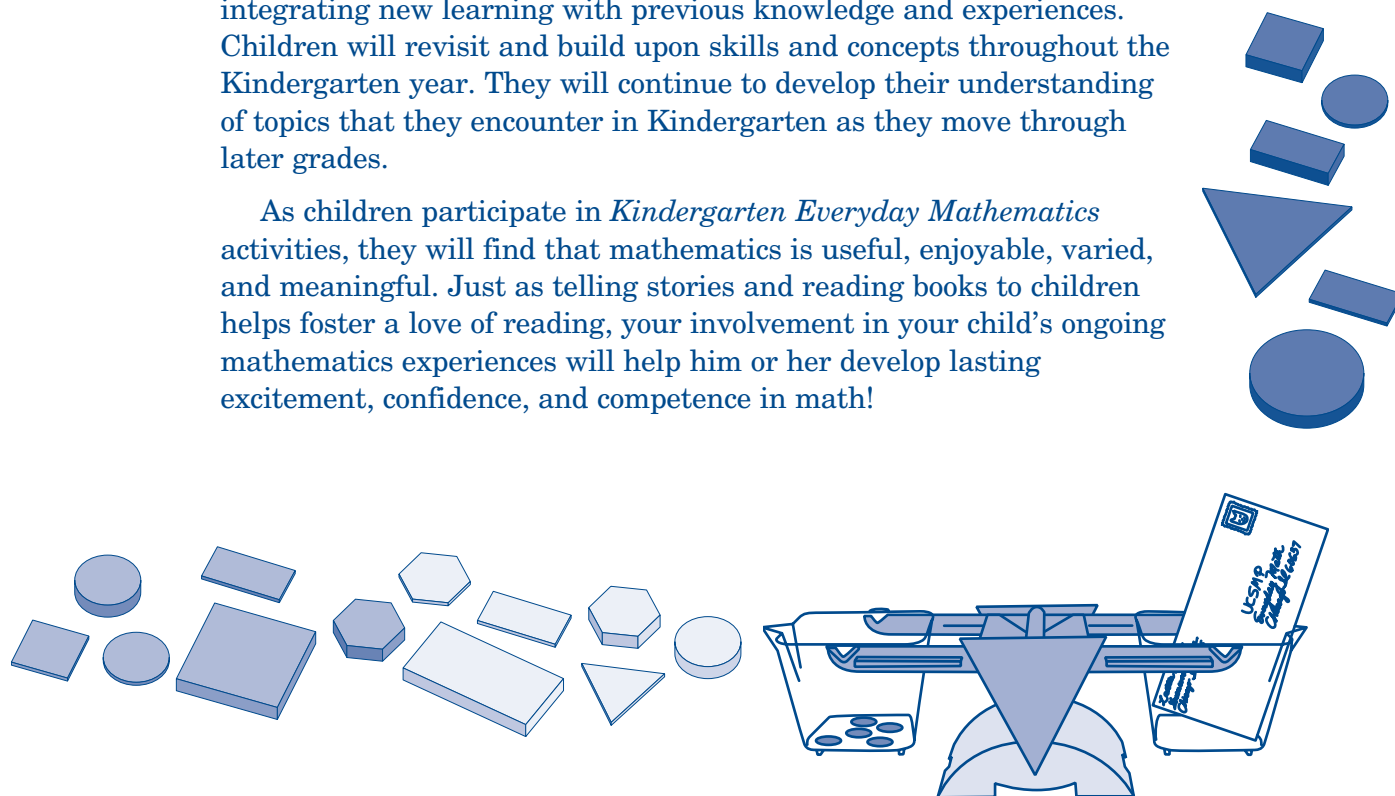 integrating new learning with previous knowledge and experiences.
Children will revisit and build upon skills and concepts throughout the
Kindergarten year. They will continue to develop their understanding
of topics that they encounter in Kindergarten as they move through
later grades.
As children participate in Kindergarten Everyday Mathematics
activities, they will find that mathematics is useful, enjoyable, varied,
and meaningful. Just as telling stories and reading books to children
helps foster a love of reading, your involvement in your child’s ongoing
mathematics experiences will help him or her develop lasting
excitement, confidence, and competence in math!
UCSMP
Everyday Math